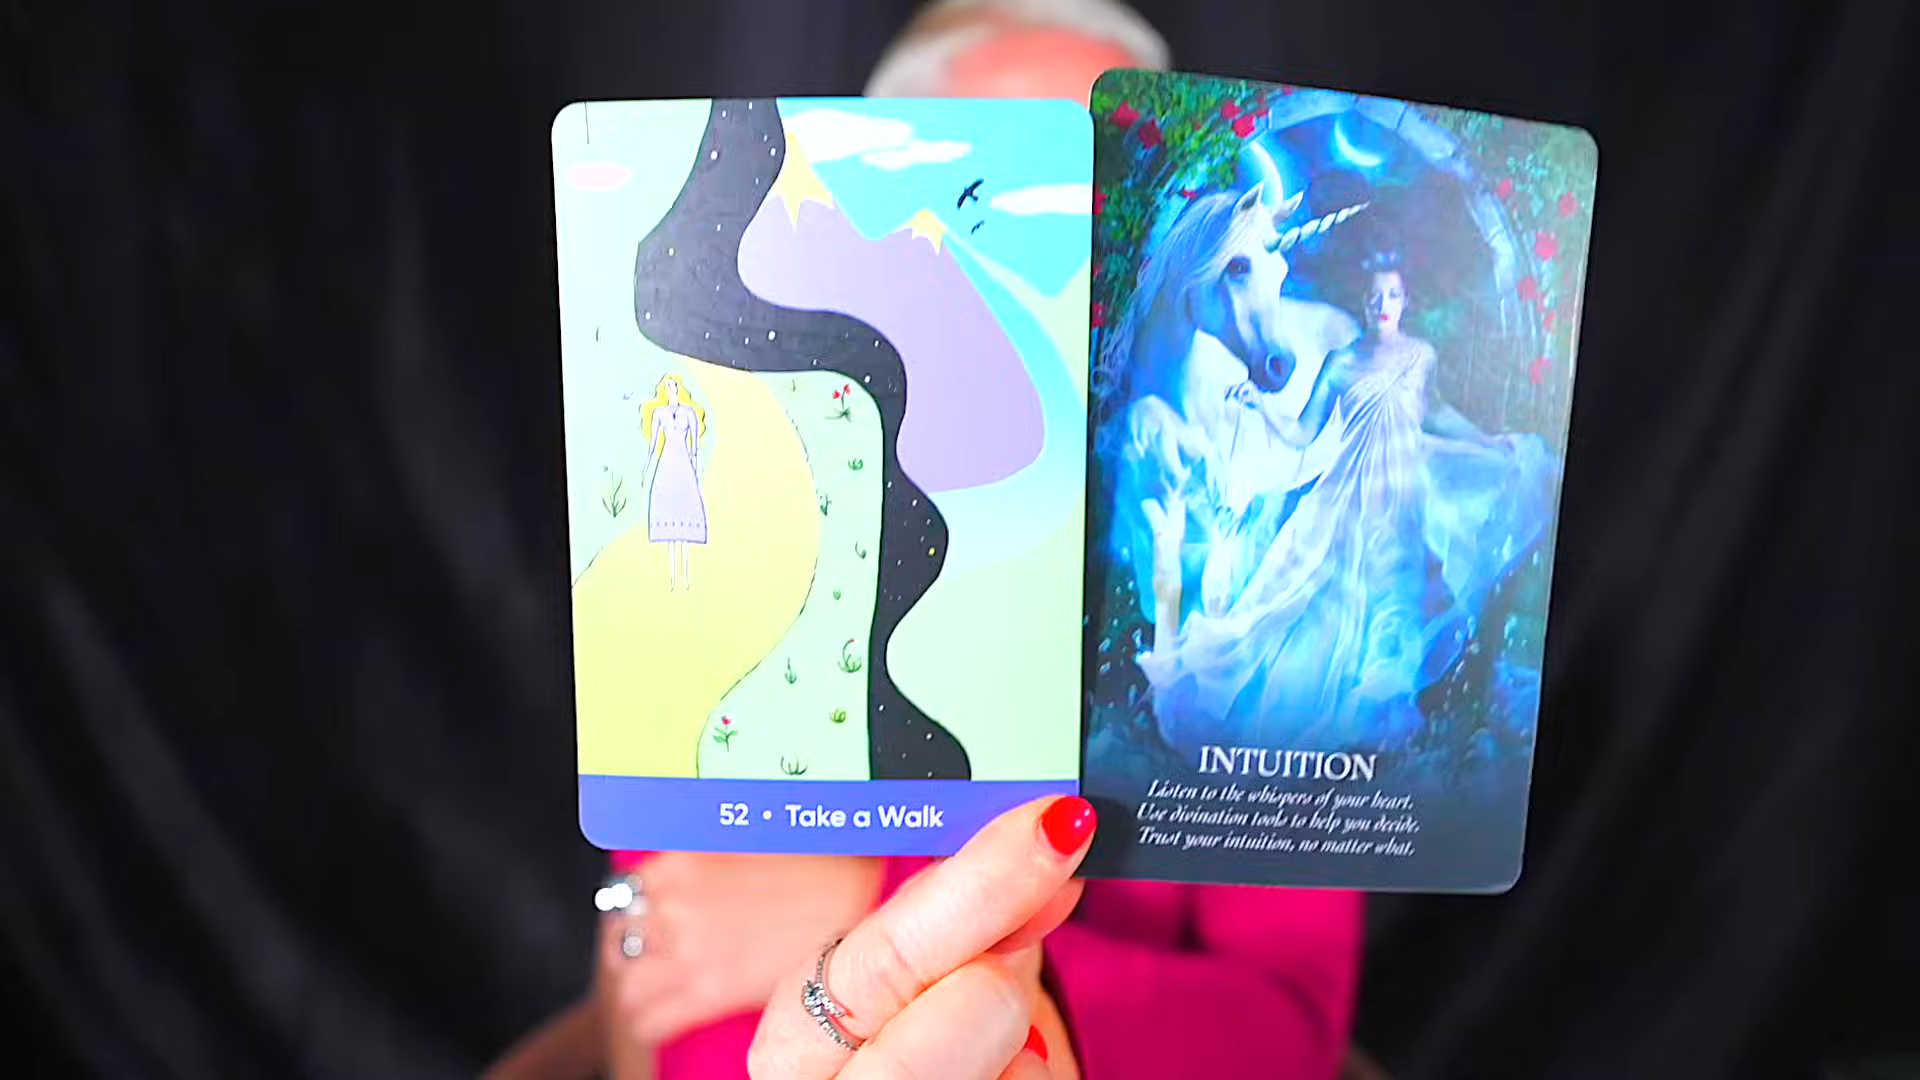 52 • Take a Walk
INTUITION
Listen to the whispers of your heart.
Use divination tools to help you decide.
Trust your intuition, no matter what.